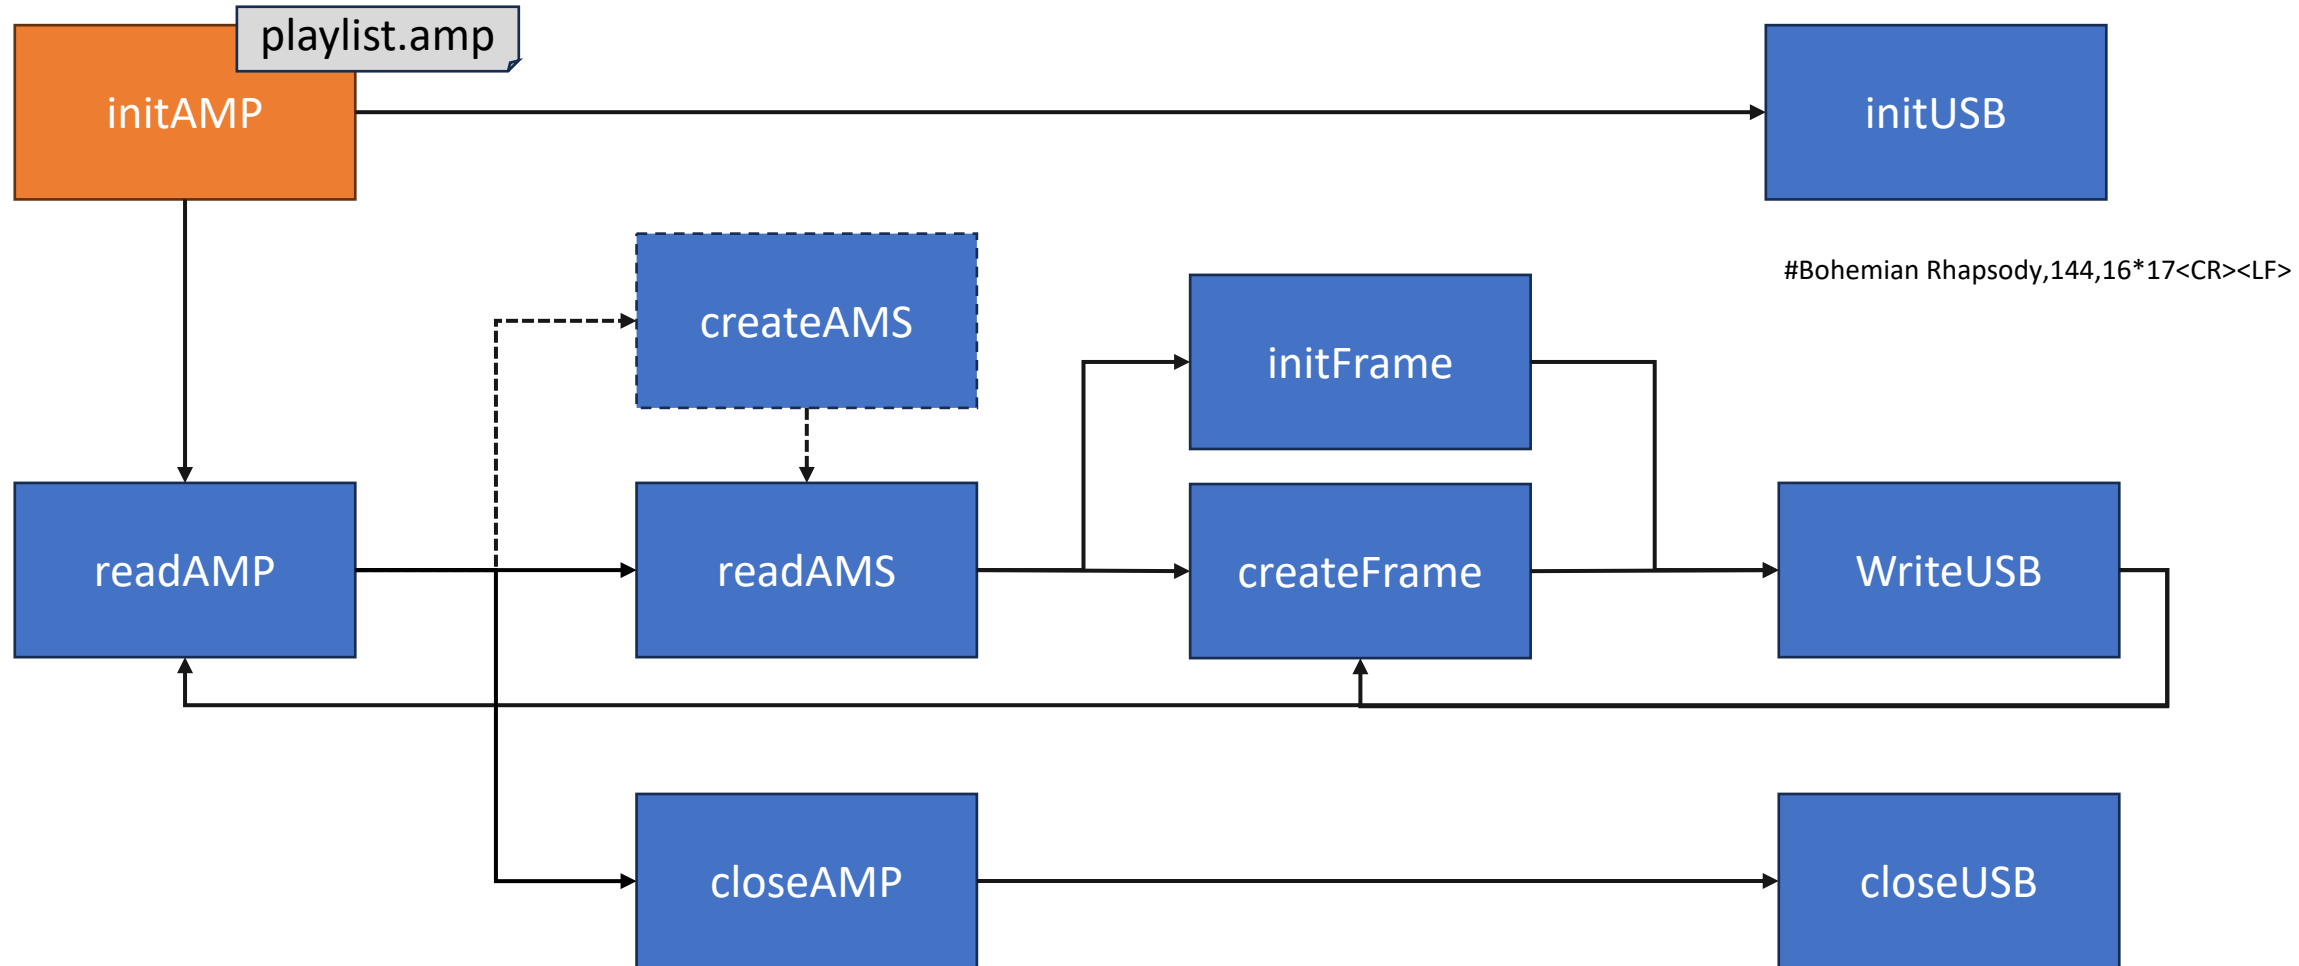 playlist.amp
initAMP
initUSB
#Bohemian Rhapsody,144,16*17<CR><LF>
createAMS
initFrame
readAMP
readAMS
createFrame
WriteUSB
closeAMP
closeUSB